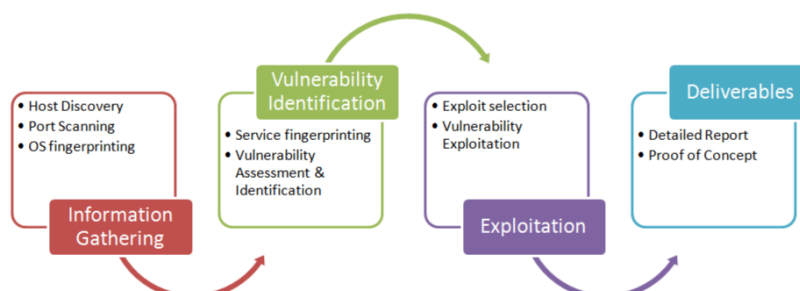 • Host Discovery
• Port Scanning
• OS fingerprinting
Information
Gathering
Vulnerability
Identification
• Service fingerprinting
• Vulnerability
Assessment &
Identification
• Exploit selection
• Vulnerability
Exploitation
Exploitation
Deliverables
• Detailed Report
• Proof of Concept